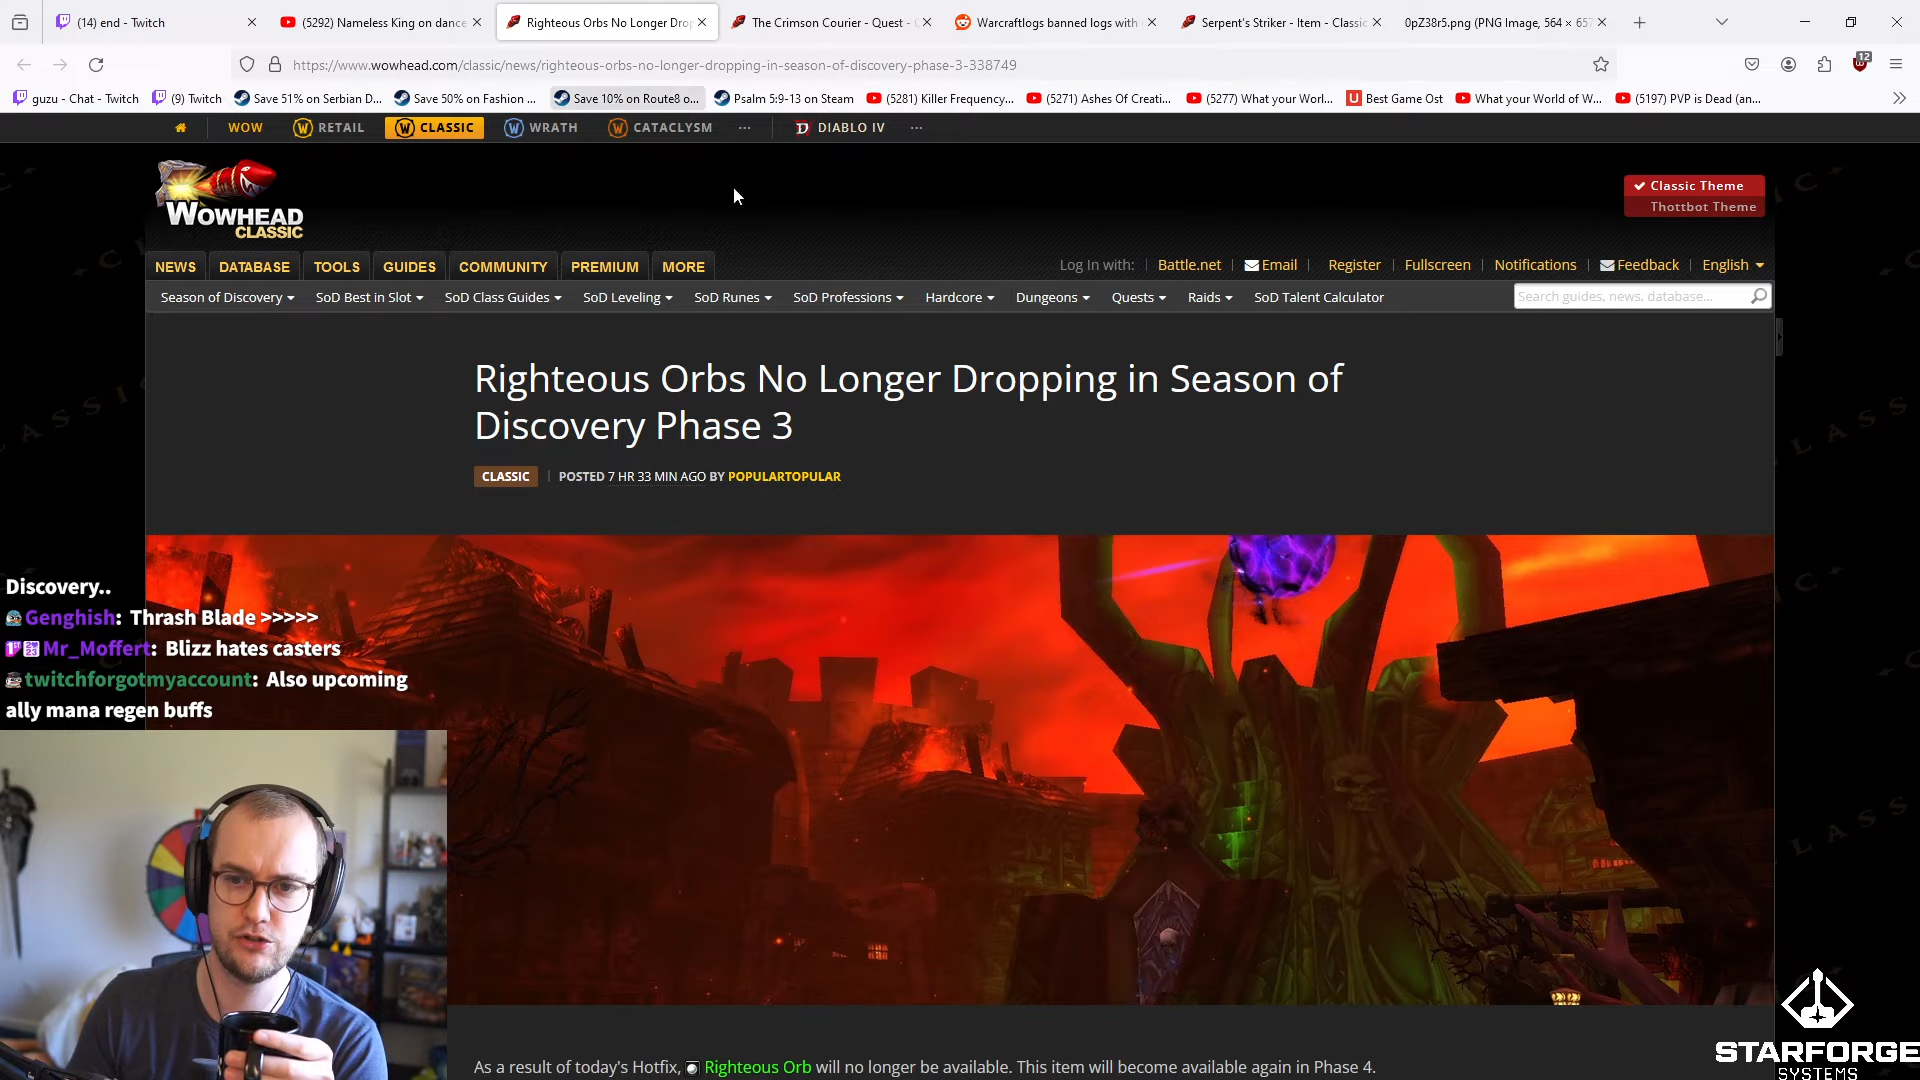 (14) end - Twitch
(5292) Nameless King on dance
Righteous Orbs No Longer Drop
The Crimson Courier - Quest -
Warcraftlogs banned logs with
Serpent's Striker - Item - Classic
0pZ38r5.png (PNG Image, 564 × 657
https://www.wowhead.com/classic/news/righteous-orbs-no-longer-dropping-in-season-of-discovery-phase-3-338749
12
guzu - Chat - Twitch
(9) Twitch
Save 51% on Serbian D...
Save 50% on Fashion ...
Save 10% on Route8 o...
Psalm 5:9-13 on Steam
(5281) Killer Frequency...
(5271) Ashes Of Creati...
(5277) What your Worl...
Best Game Ost
What your World of W...
(5197) PVP is Dead (an...
WOW
RETAIL
CLASSIC
WRATH
CATACLYSM
...
DIABLO IV
...
WOWHEAD
CLASSIC
Classic Theme
Thottbot Theme
NEWS
DATABASE
TOOLS
GUIDES
COMMUNITY
PREMIUM
MORE
Log In with:
Battle.net
Email
Register
Fullscreen
Notifications
Feedback
English
Season of Discovery
SoD Best in Slot
SoD Class Guides
SoD Leveling
SoD Runes
SoD Professions
Hardcore
Dungeons
Quests
Raids
SoD Talent Calculator
Search guides, news, database...
Righteous Orbs No Longer Dropping in Season of
Discovery Phase 3
CLASSIC
POSTED 7 HR 33 MIN AGO BY POPULARTOPULAR
Discovery..
Genghish: Thrash Blade >>>>>
Mr_Moffert: Blizz hates casters
twitchforgotmyaccount: Also upcoming
ally mana regen buffs
As a result of today's Hotfix, Righteous Orb will no longer be available. This item will become available again in Phase 4.
STARFORGE
SYSTEMS